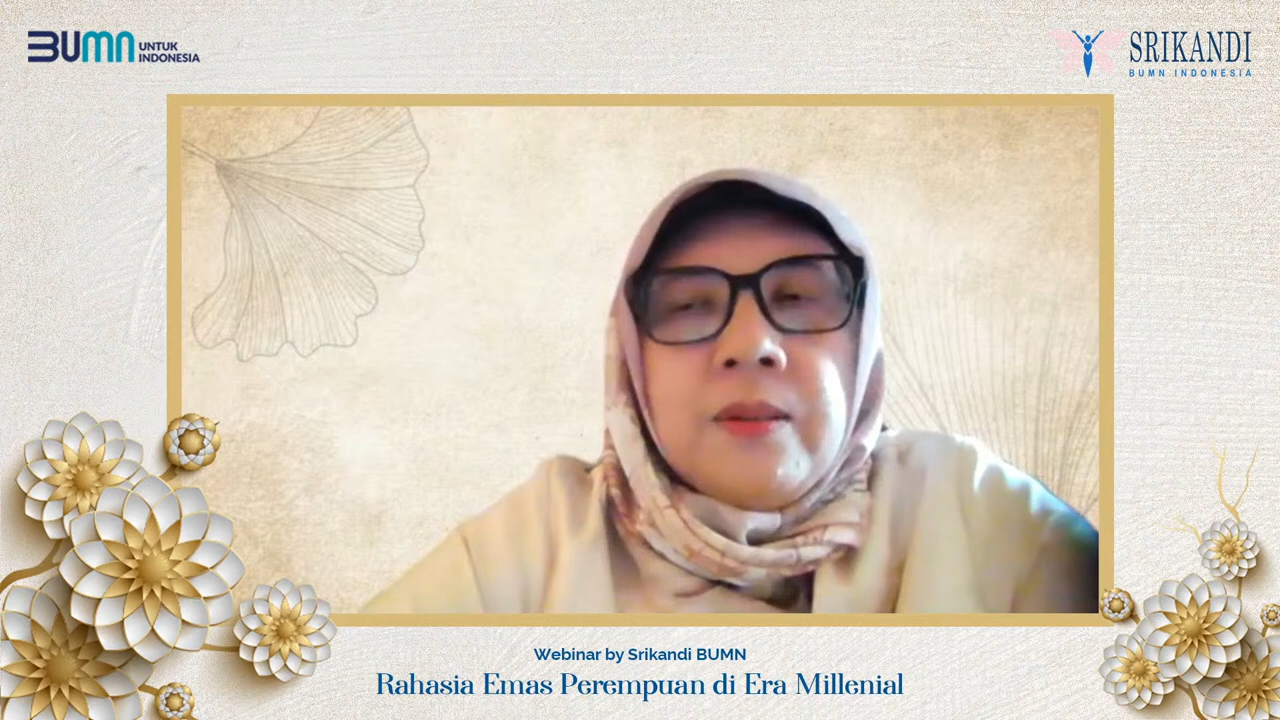 BUMN UNTUK
INDONESIA
SRIKANDI
BUMN INDONESIA
Webinar by Srikandi BUMN
Rahasia Emas Perempuan di Era Millenial